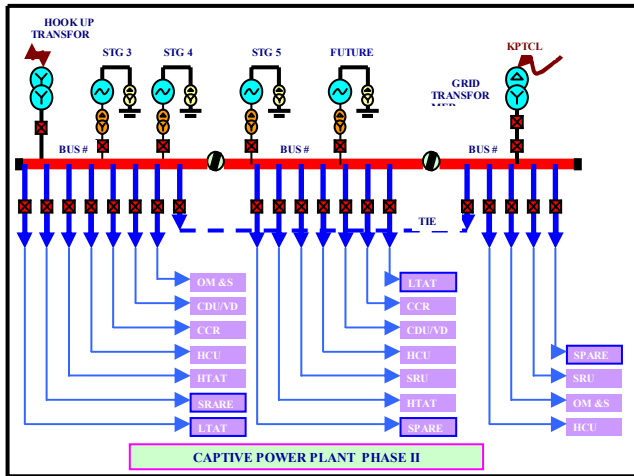 HOOK UP
TRANSFOR
STG 3
STG 4
STG 5
FUTURE
KPTCL
GRID
TRANSFOR
BUS #
BUS #
BUS #
TIE
OM &S
CDU/VD
CCR
HCU
HTAT
SRARE
LTAT
LTAT
CCR
CDU/VD
HCU
SRU
HTAT
SPARE
SPARE
SRU
OM &S
HCU
CAPTIVE POWER PLANT PHASE II